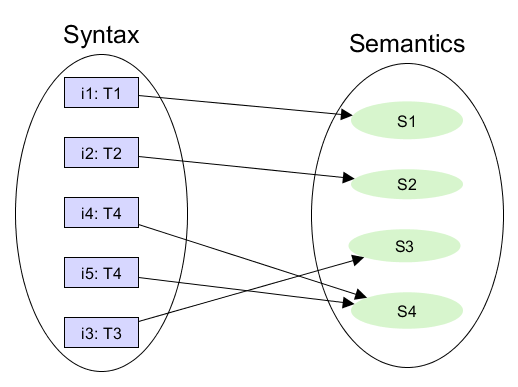 Syntax
Semantics
i1: T1
i2: T2
i4: T4
i5: T4
i3: T3
S1
S2
S3
S4